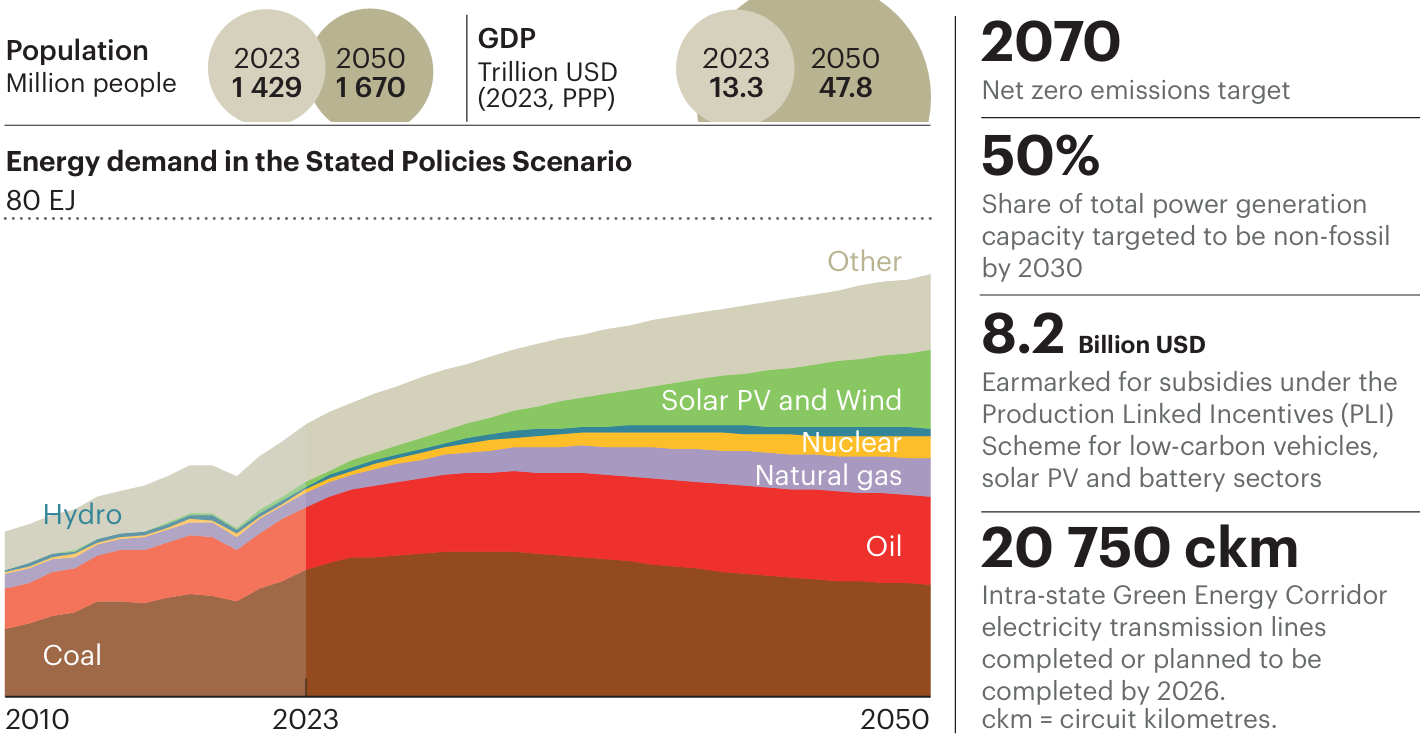 Population
Million people
2023
1 429
2050
1 670
GDP
Trillion USD
(2023, PPP)
2023
13.3
2050
47.8
Energy demand in the Stated Policies Scenario
80 EJ
Other
Solar PV and Wind
Nuclear
Natural gas
Hydro
Oil
Coal
2010
2023
2050
2070
Net zero emissions target
50%
Share of total power generation
capacity targeted to be non-fossil
by 2030
8.2 Billion USD
Earmarked for subsidies under the
Production Linked Incentives (PLI)
Scheme for low-carbon vehicles,
solar PV and battery sectors
20 750 ckm
Intra-state Green Energy Corridor
electricity transmission lines
completed or planned to be
completed by 2026.
ckm = circuit kilometres.